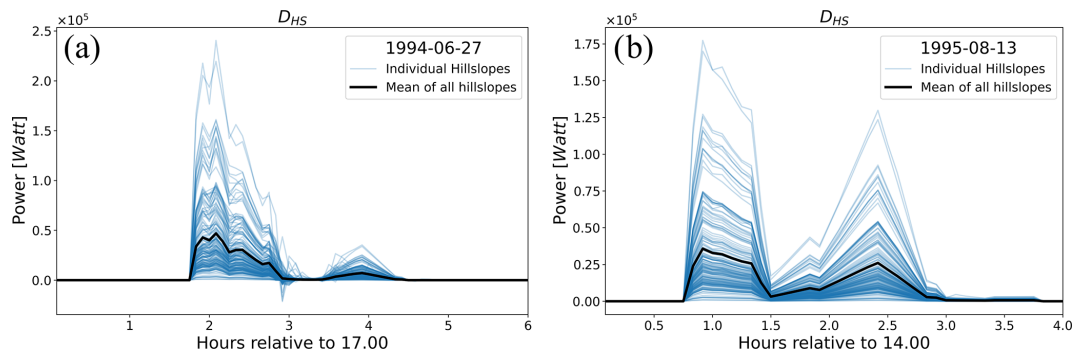 D_HS
×10⁵
(a)
1994-06-27
Individual Hillslopes
Mean of all hillslopes
Power [Watt]
2.5
2.0
1.5
1.0
0.5
0.0
1 2 3 4 5 6
Hours relative to 17.00
D_HS
×10⁵
(b)
1995-08-13
Individual Hillslopes
Mean of all hillslopes
Power [Watt]
1.75
1.50
1.25
1.00
0.75
0.50
0.25
0.00
0.5 1.0 1.5 2.0 2.5 3.0 3.5 4.0
Hours relative to 14.00